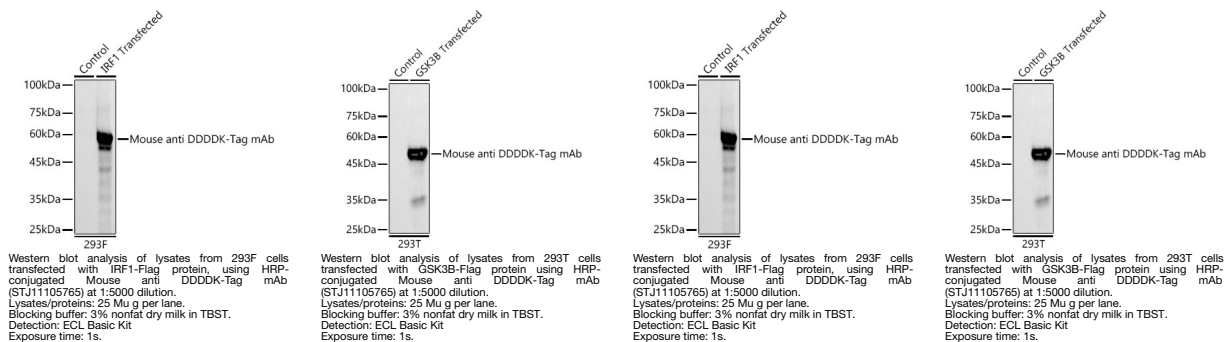 Control
IRF1 Transfected
100kDa
75kDa
60kDa
45kDa
35kDa
25kDa
Mouse anti DDDDK-Tag mAb
293F
Western blot analysis of lysates from 293F cells
transfected with IRF1-Flag protein, using HRP-
conjugated Mouse anti DDDDK-Tag mAb
(STJ11105765) at 1:5000 dilution.
Lysates/proteins: 25 Mu g per lane.
Blocking buffer: 3% nonfat dry milk in TBST.
Detection: ECL Basic Kit
Exposure time: 1s.
Control
GSK3B Transfected
100kDa
75kDa
60kDa
45kDa
35kDa
25kDa
Mouse anti DDDDK-Tag mAb
293T
Western blot analysis of lysates from 293T cells
transfected with GSK3B-Flag protein using HRP-
conjugated Mouse anti DDDDK-Tag mAb
(STJ11105765) at 1:5000 dilution.
Lysates/proteins: 25 Mu g per lane.
Blocking buffer: 3% nonfat dry milk in TBST.
Detection: ECL Basic Kit
Exposure time: 1s.
Control
IRF1 Transfected
100kDa
75kDa
60kDa
45kDa
35kDa
25kDa
Mouse anti DDDDK-Tag mAb
293F
Western blot analysis of lysates from 293F cells
transfected with IRF1-Flag protein, using HRP-
conjugated Mouse anti DDDDK-Tag mAb
(STJ11105765) at 1:5000 dilution.
Lysates/proteins: 25 Mu g per lane.
Blocking buffer: 3% nonfat dry milk in TBST.
Detection: ECL Basic Kit
Exposure time: 1s.
Control
GSK3B Transfected
100kDa
75kDa
60kDa
45kDa
35kDa
25kDa
Mouse anti DDDDK-Tag mAb
293T
Western blot analysis of lysates from 293T cells
transfected with GSK3B-Flag protein using HRP-
conjugated Mouse anti DDDDK-Tag mAb
(STJ11105765) at 1:5000 dilution.
Lysates/proteins: 25 Mu g per lane.
Blocking buffer: 3% nonfat dry milk in TBST.
Detection: ECL Basic Kit
Exposure time: 1s.